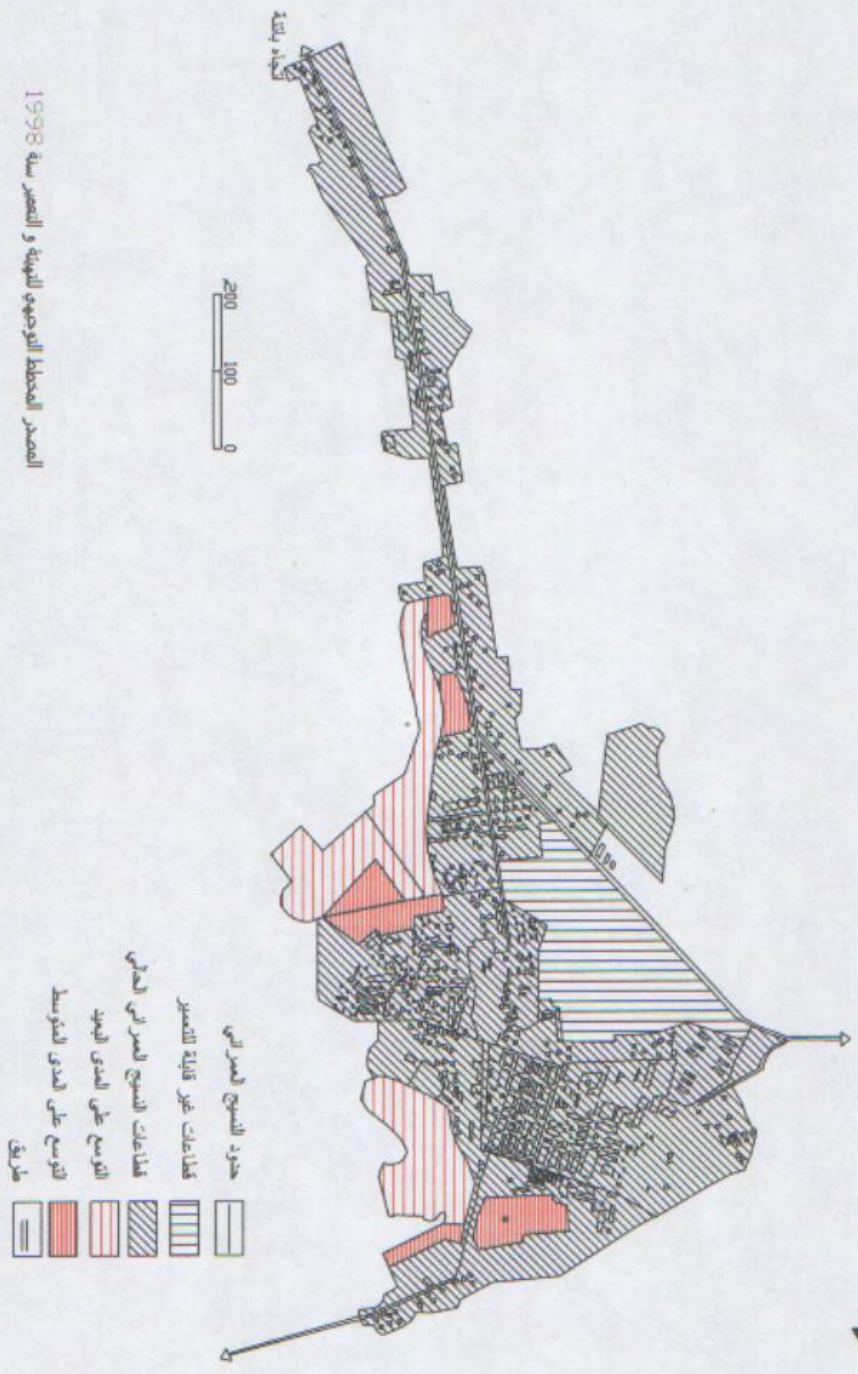 تجاه باتنة
200 100 0
حدود النسيج العمراني
قطاعات غير قابلة للتعمير
قطاعات النسيج العمراني الحالي
التوسع على المدى البعيد
التوسع على المدى المتوسط
طريق
المصدر المخطط التوجيهي للتهيئة و التعمير سنة 1998